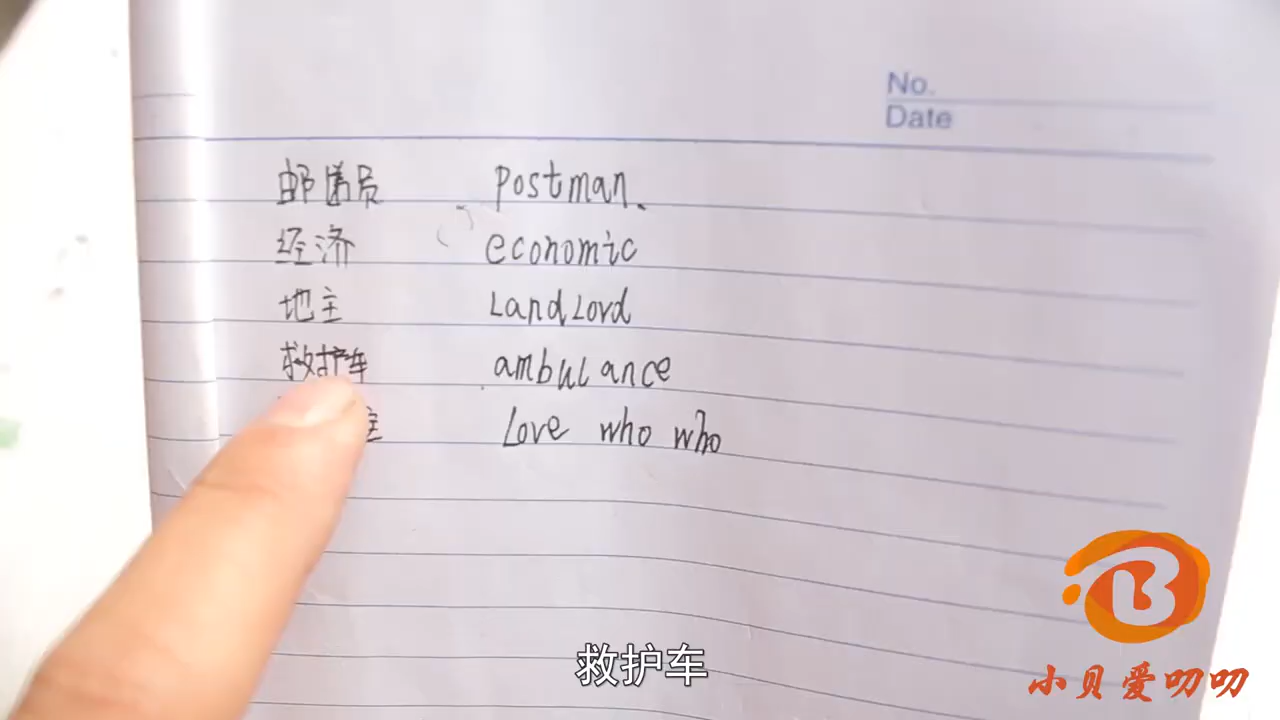 No.
Date
邮递员 postman.
经济 economic
地主 LandLord
救护车 ambulance
谁 Love who who
救护车
小贝爱叨叨